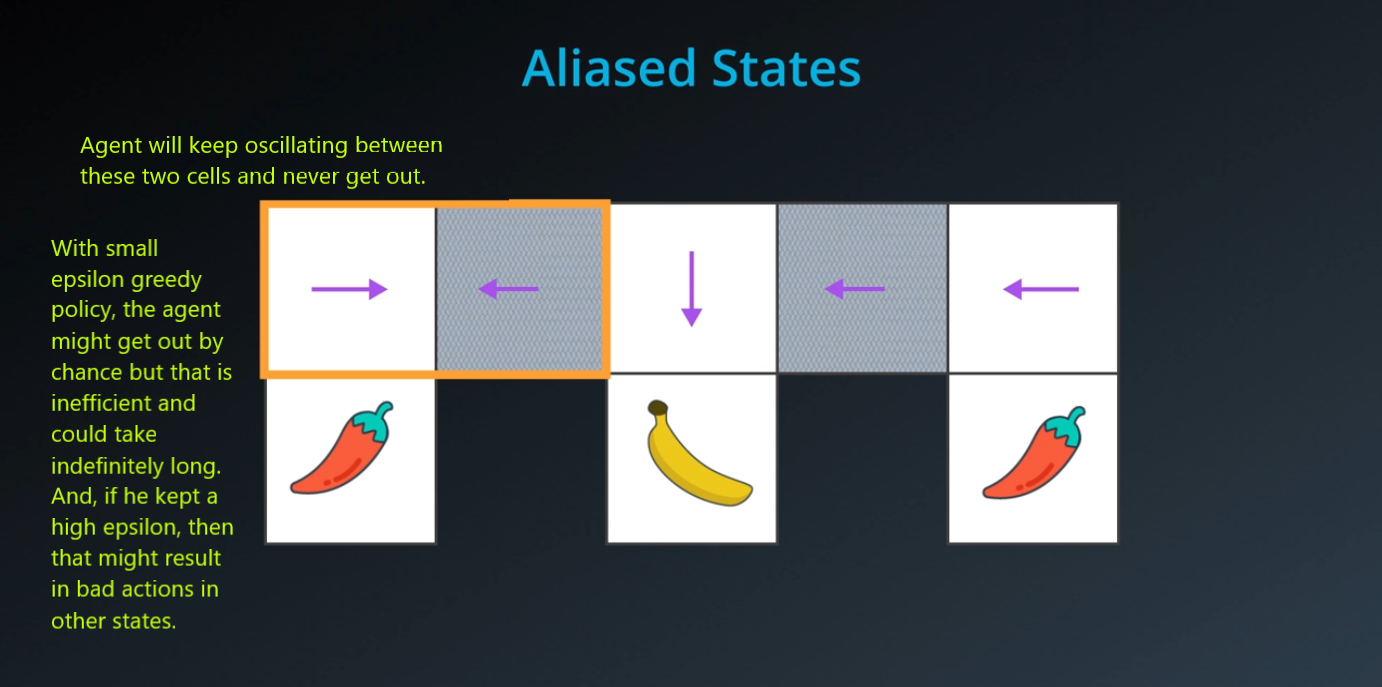 Aliased States
Agent will keep oscillating between
these two cells and never get out.
With small
epsilon greedy
policy, the agent
might get out by
chance but that is
inefficient and
could take
indefinitely long.
And, if he kept a
high epsilon, then
that might result
in bad actions in
other states.